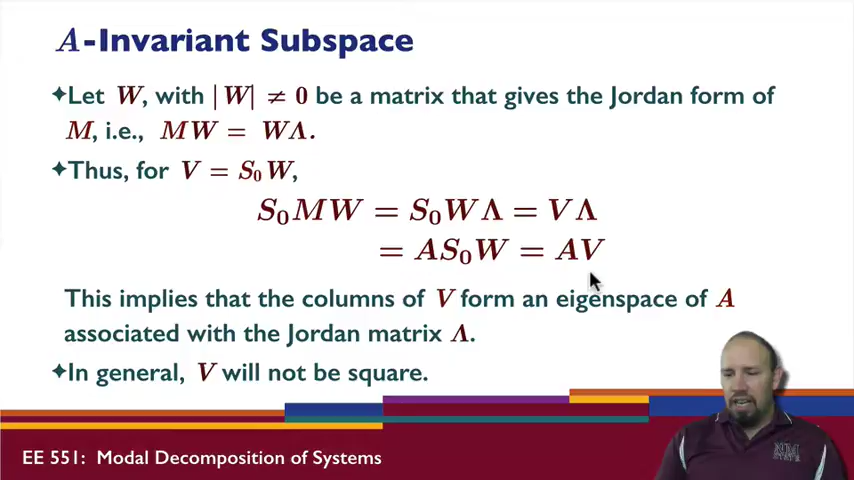 A-Invariant Subspace
✦Let W, with |W| ≠ 0 be a matrix that gives the Jordan form of
M, i.e., MW = WΛ.
✦Thus, for V = S₀W,
S₀MW = S₀WΛ = VΛ
= AS₀W = AV
This implies that the columns of V form an eigenspace of A
associated with the Jordan matrix Λ.
✦In general, V will not be square.
EE 551: Modal Decomposition of Systems
NM
STATE